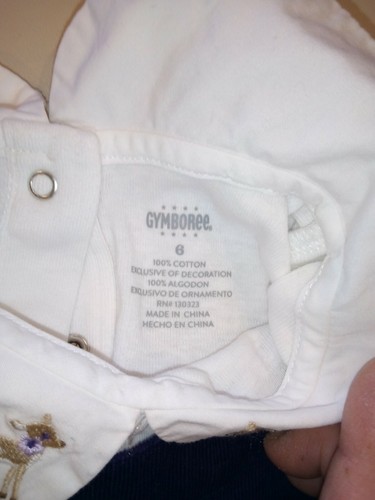 GYMBOREE
6
100% COTTON
EXCLUSIVE OF DECORATION
100% ALGODON
EXCLUSIVO DE ORNAMENTO
RN# 130323
MADE IN CHINA
HECHO EN CHINA